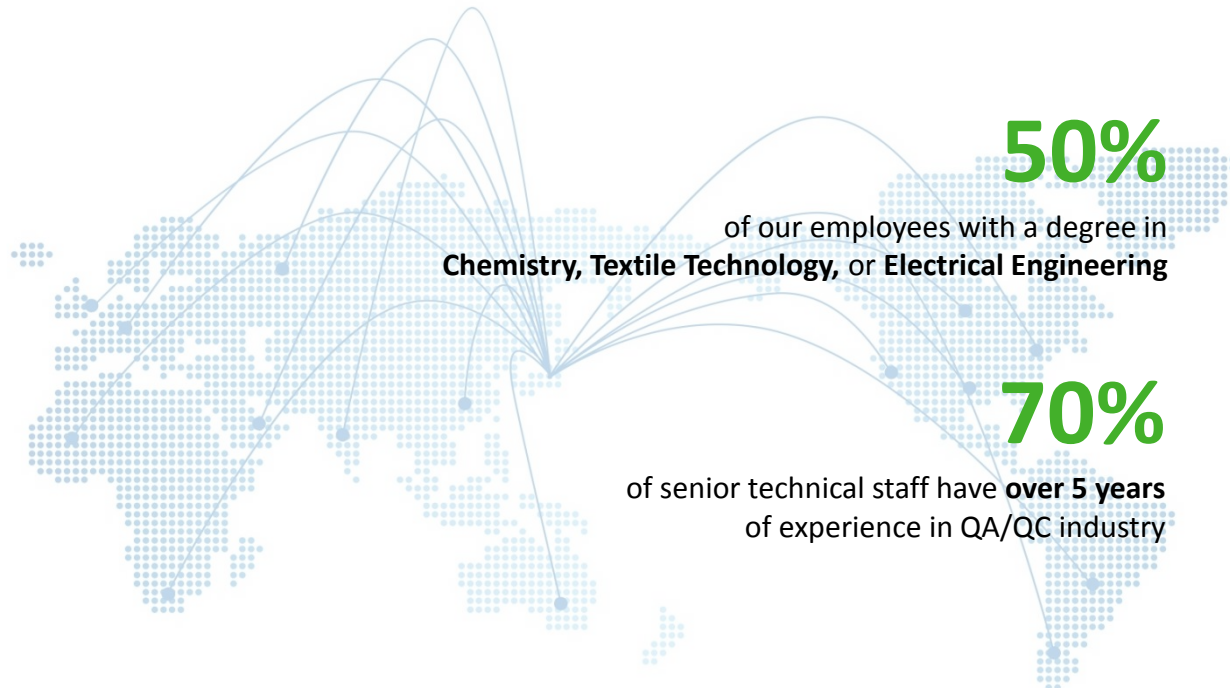 50%
of our employees with a degree in
Chemistry, Textile Technology, or Electrical Engineering
70%
of senior technical staff have over 5 years
of experience in QA/QC industry